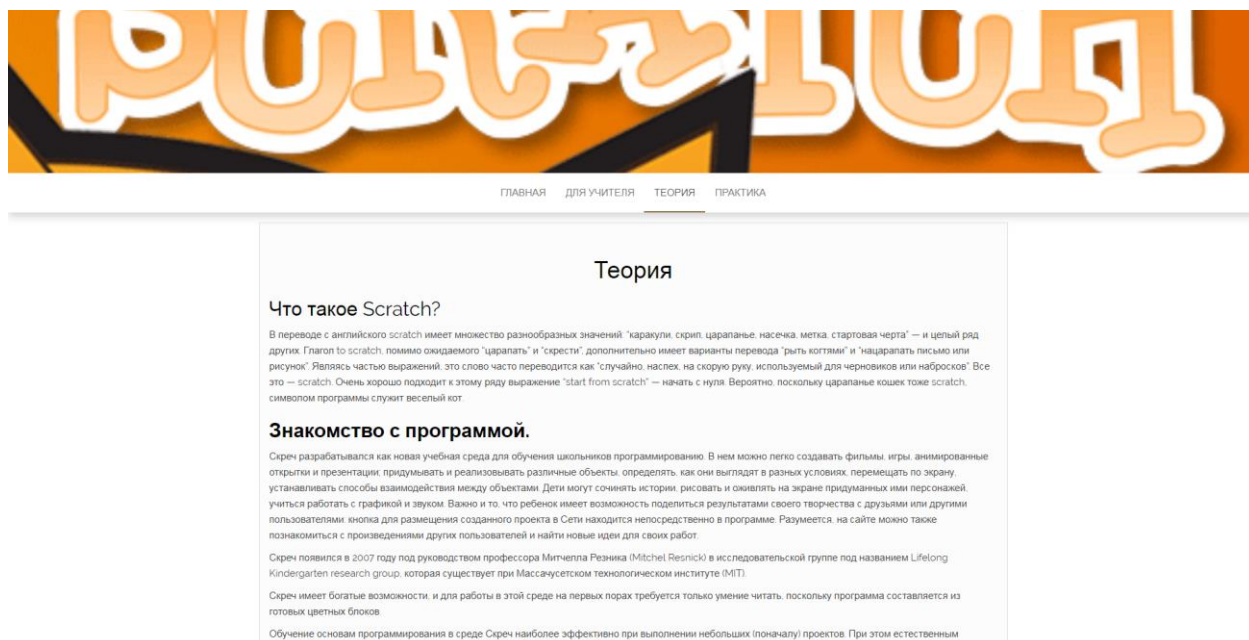 SCRATCH
ГЛАВНАЯ ДЛЯ УЧИТЕЛЯ ТЕОРИЯ ПРАКТИКА
Теория
Что такое Scratch?
В переводе с английского scratch имеет множество разнообразных значений: "каракули, скрип, царапанье, насечка, метка, стартовая черта" — и целый ряд
других. Глагол to scratch, помимо ожидаемого "царапать" и "скрести", дополнительно имеет варианты перевода "рыть когтями" и "нацарапать письмо или
рисунок". Являясь частью выражений, это слово часто переводится как "случайно, наспех, на скорую руку, используемый для черновиков или набросков". Все
это — scratch. Очень хорошо подходит к этому ряду выражение "start from scratch" — начать с нуля. Вероятно, поскольку царапанье кошек тоже scratch,
символом программы служит веселый кот.
Знакомство с программой.
Скреч разрабатывался как новая учебная среда для обучения школьников программированию. В нем можно легко создавать фильмы, игры, анимированные
открытки и презентации; придумывать и реализовывать различные объекты, определять, как они выглядят в разных условиях, перемещать по экрану,
устанавливать способы взаимодействия между объектами. Дети могут сочинять истории, рисовать и оживлять на экране придуманных ими персонажей,
учиться работать с графикой и звуком. Важно и то, что ребенок имеет возможность поделиться результатами своего творчества с друзьями или другими
пользователями: кнопка для размещения созданного проекта в Сети находится непосредственно в программе. Разумеется, на сайте можно также
познакомиться с произведениями других пользователей и найти новые идеи для своих работ.
Скреч появился в 2007 году под руководством профессора Митчелла Резника (Mitchel Resnick) в исследовательской группе под названием Lifelong
Kindergarten research group, которая существует при Массачусетском технологическом институте (MIT).
Скреч имеет богатые возможности, и для работы в этой среде на первых порах требуется только умение читать, поскольку программа составляется из
готовых цветных блоков.
Обучение основам программирования в среде Скреч наиболее эффективно при выполнении небольших (поначалу) проектов. При этом естественным